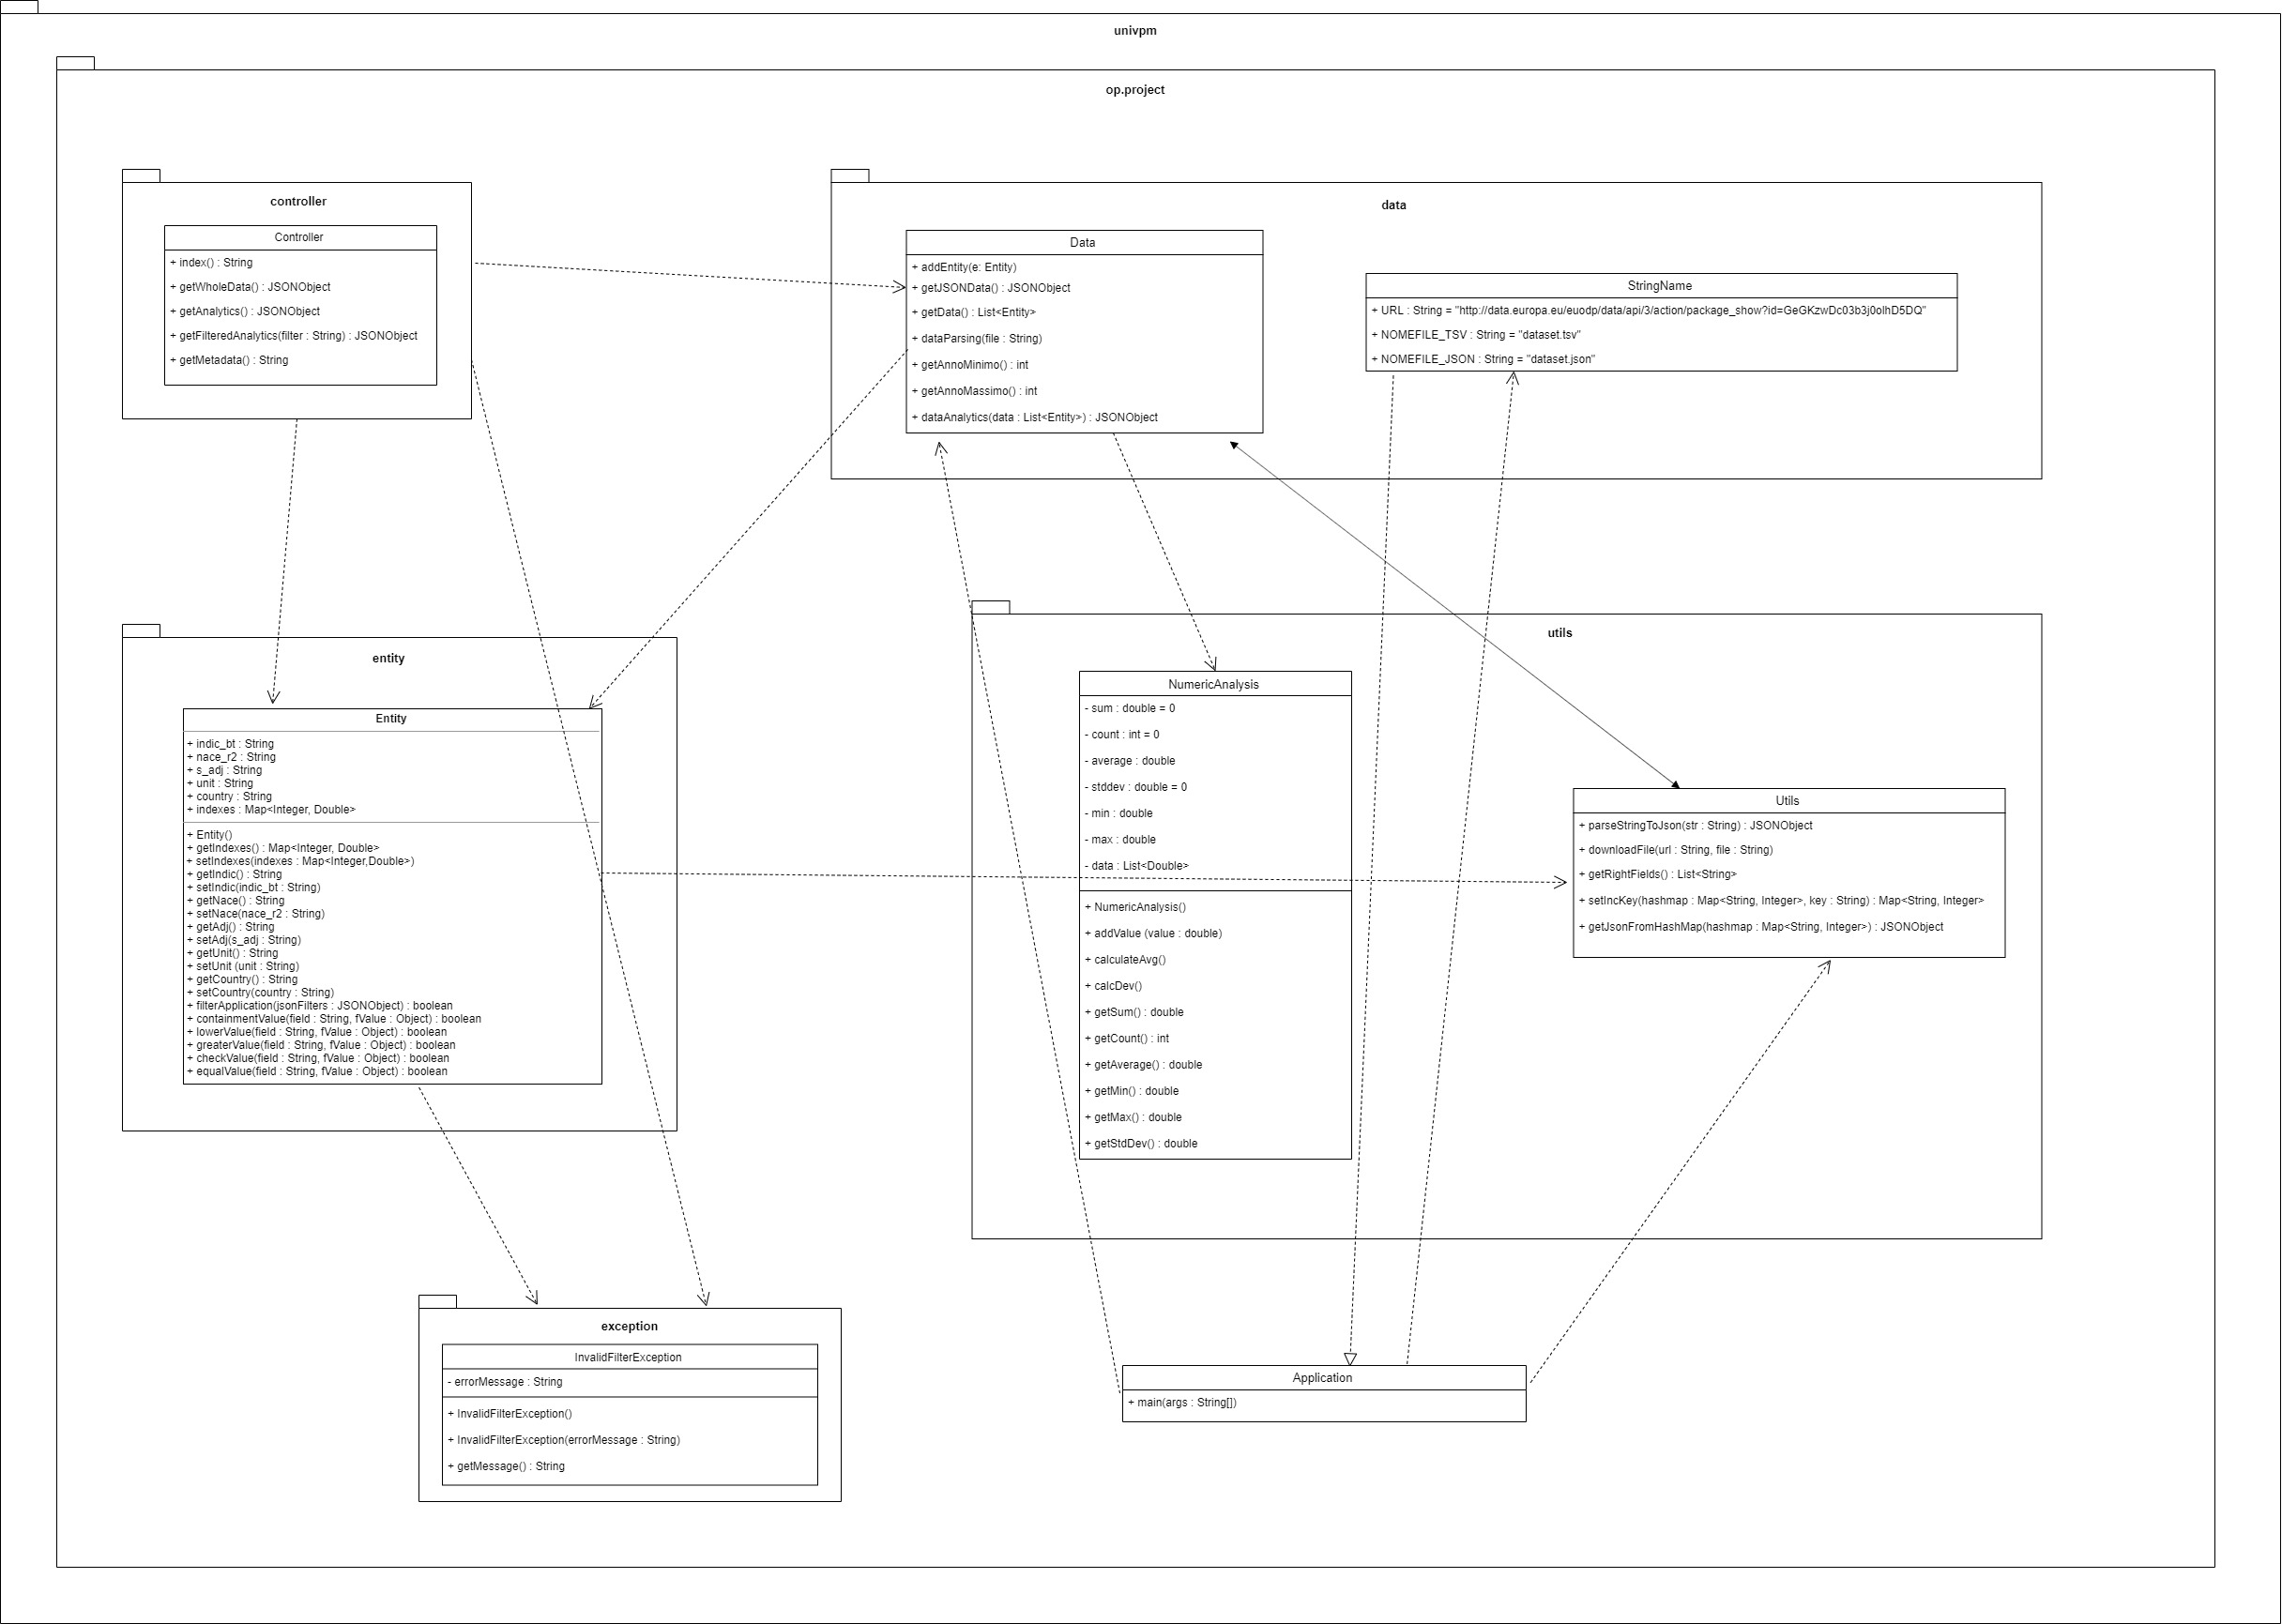 univpm
op.project
controller
Controller
+ index() : String
+ getWholeData() : JSONObject
+ getAnalytics() : JSONObject
+ getFilteredAnalytics(filter : String) : JSONObject
+ getMetadata() : String
data
Data
+ addEntity(e: Entity)
+ getJSONData() : JSONObject
+ getData() : List<Entity>
+ dataParsing(file : String)
+ getAnnoMinimo() : int
+ getAnnoMassimo() : int
+ dataAnalytics(data : List<Entity>) : JSONObject
StringName
+ URL : String = "http://data.europa.eu/euodp/data/api/3/action/package_show?id=GeGKzwDc03b3j0olhD5DQ"
+ NOMEFILE_TSV : String = "dataset.tsv"
+ NOMEFILE_JSON : String = "dataset.json"
entity
Entity
+ indic_bt : String
+ nace_r2 : String
+ s_adj : String
+ unit : String
+ country : String
+ indexes : Map<Integer, Double>
+ Entity()
+ getIndexes() : Map<Integer, Double>
+ setIndexes(indexes : Map<Integer,Double>)
+ getIndic() : String
+ setIndic(indic_bt : String)
+ getNace() : String
+ setNace(nace_r2 : String)
+ getAdj() : String
+ setAdj(s_adj : String)
+ getUnit() : String
+ setUnit (unit : String)
+ getCountry() : String
+ setCountry(country : String)
+ filterApplication(jsonFilters : JSONObject) : boolean
+ containmentValue(field : String, fValue : Object) : boolean
+ lowerValue(field : String, fValue : Object) : boolean
+ greaterValue(field : String, fValue : Object) : boolean
+ checkValue(field : String, fValue : Object) : boolean
+ equalValue(field : String, fValue : Object) : boolean
utils
NumericAnalysis
- sum : double = 0
- count : int = 0
- average : double
- stddev : double = 0
- min : double
- max : double
- data : List<Double>
+ NumericAnalysis()
+ addValue (value : double)
+ calculateAvg()
+ calcDev()
+ getSum() : double
+ getCount() : int
+ getAverage() : double
+ getMin() : double
+ getMax() : double
+ getStdDev() : double
Utils
+ parseStringToJson(str : String) : JSONObject
+ downloadFile(url : String, file : String)
+ getRightFields() : List<String>
+ setIncKey(hashmap : Map<String, Integer>, key : String) : Map<String, Integer>
+ getJsonFromHashMap(hashmap : Map<String, Integer>) : JSONObject
exception
InvalidFilterException
- errorMessage : String
+ InvalidFilterException()
+ InvalidFilterException(errorMessage : String)
+ getMessage() : String
Application
+ main(args : String[])